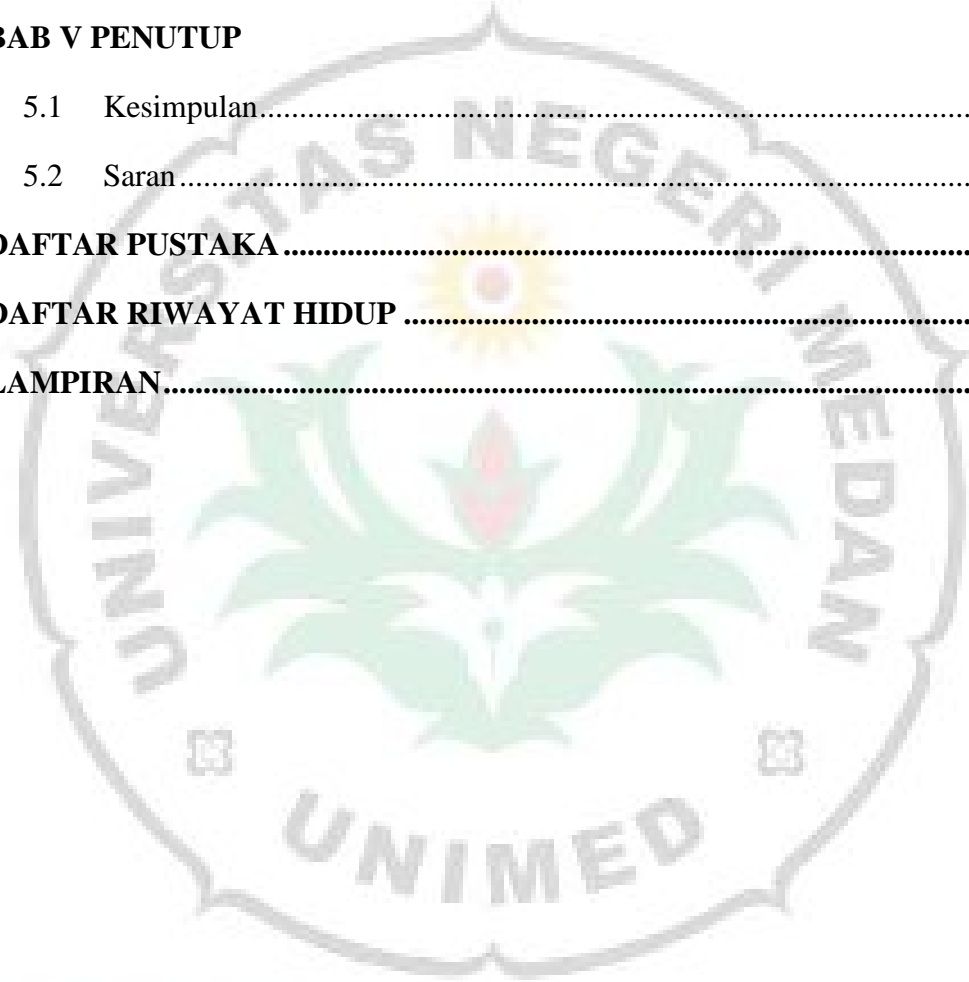 BAB V PENUTUP
5.1 Kesimpulan
5.2 Saran
DAFTAR PUSTAKA
DAFTAR RIWAYAT HIDUP
LAMPIRAN
UNIVERSITAS NEGERI MEDAN
UNIMED